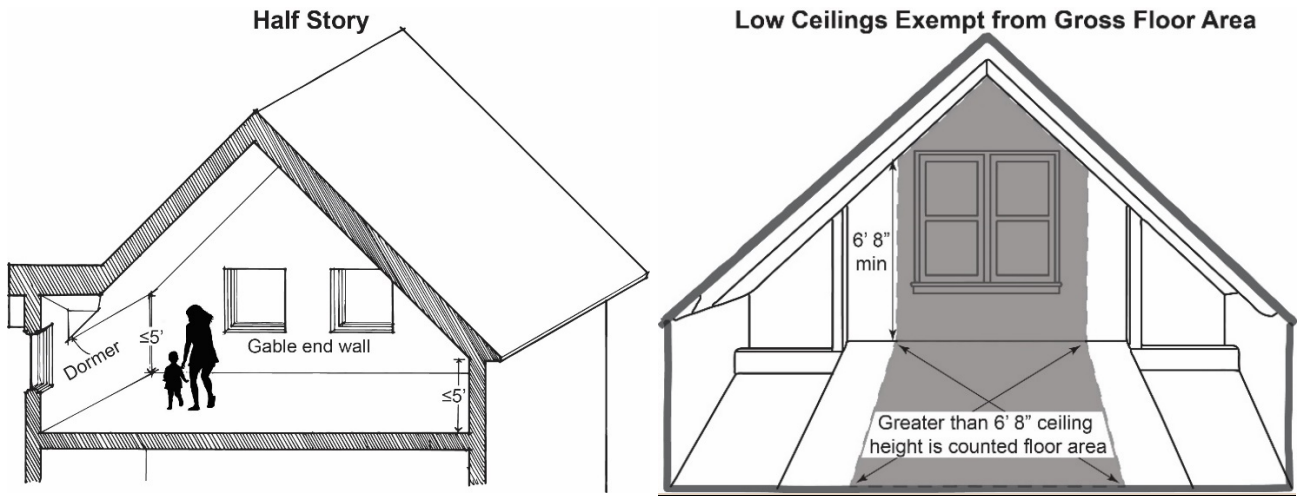 Half Story
≤5’
Dormer
Gable end wall
≤5’
Low Ceilings Exempt from Gross Floor Area
6’ 8”
min
Greater than 6’ 8” ceiling
height is counted floor area